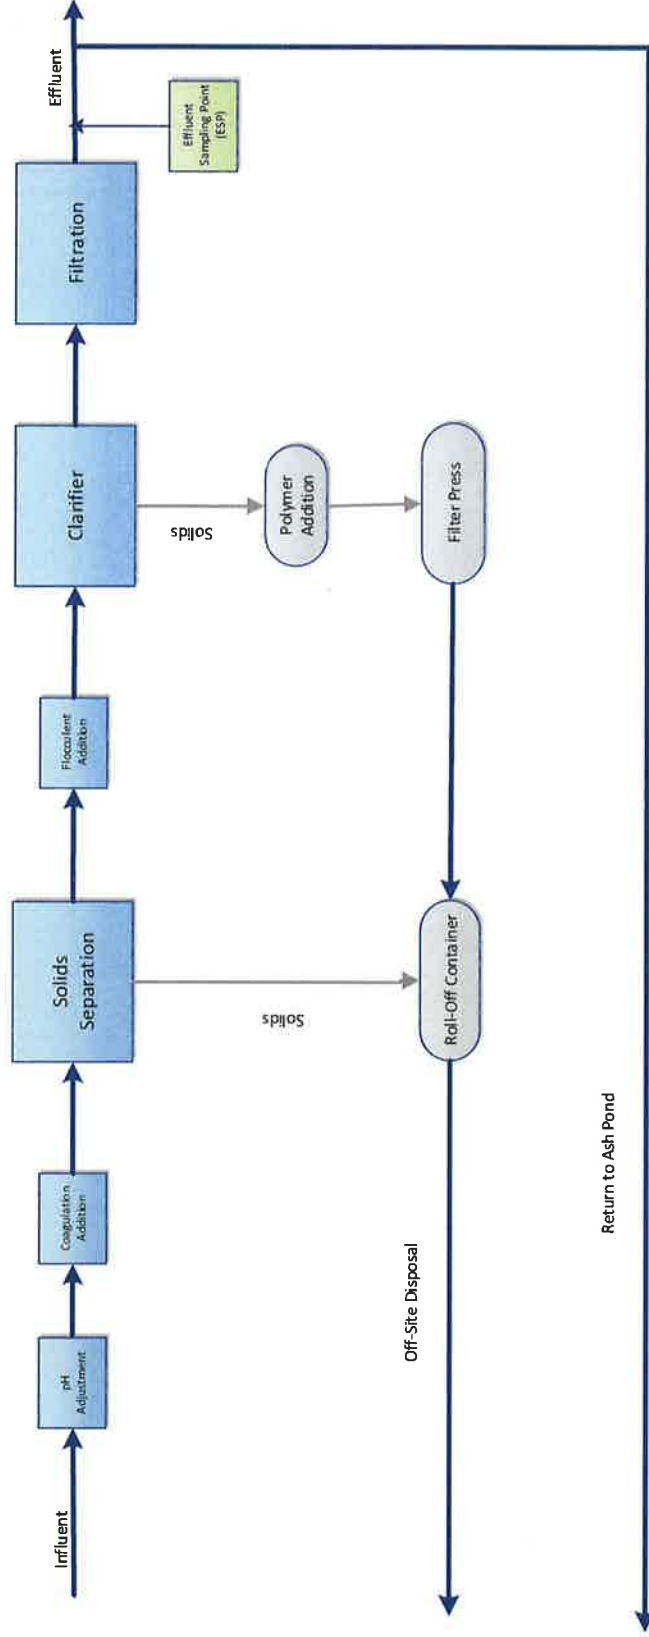 Influent
pH
Adjustment
Coagulation
Addition
Solids
Separation
Flocculent
Addition
Clarifier
Filtration
Effluent
Effluent
Sampling Point
(ESP)
Solids
Solids
Polymer
Addition
Filter Press
Roll-Off Container
Off-Site Disposal
Return to Ash Pond